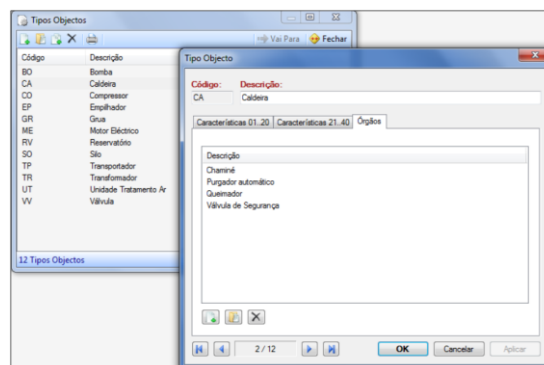 Tipos Objectos
Vai Para Fechar
Código Descrição
BO Bomba
CA Caldeira
CO Compressor
EP Empilhador
GR Grua
ME Motor Eléctrico
RV Reservatório
SO Silo
TP Transportador
TR Transformador
UT Unidade Tratamento Ar
VV Válvula
12 Tipos Objectos
Tipo Objecto
Código: Descrição:
CA Caldeira
Características 01..20 Características 21..40 Órgãos
Descrição
Chaminé
Purgador automático
Queimador
Válvula de Segurança
2 / 12 OK Cancelar Aplicar